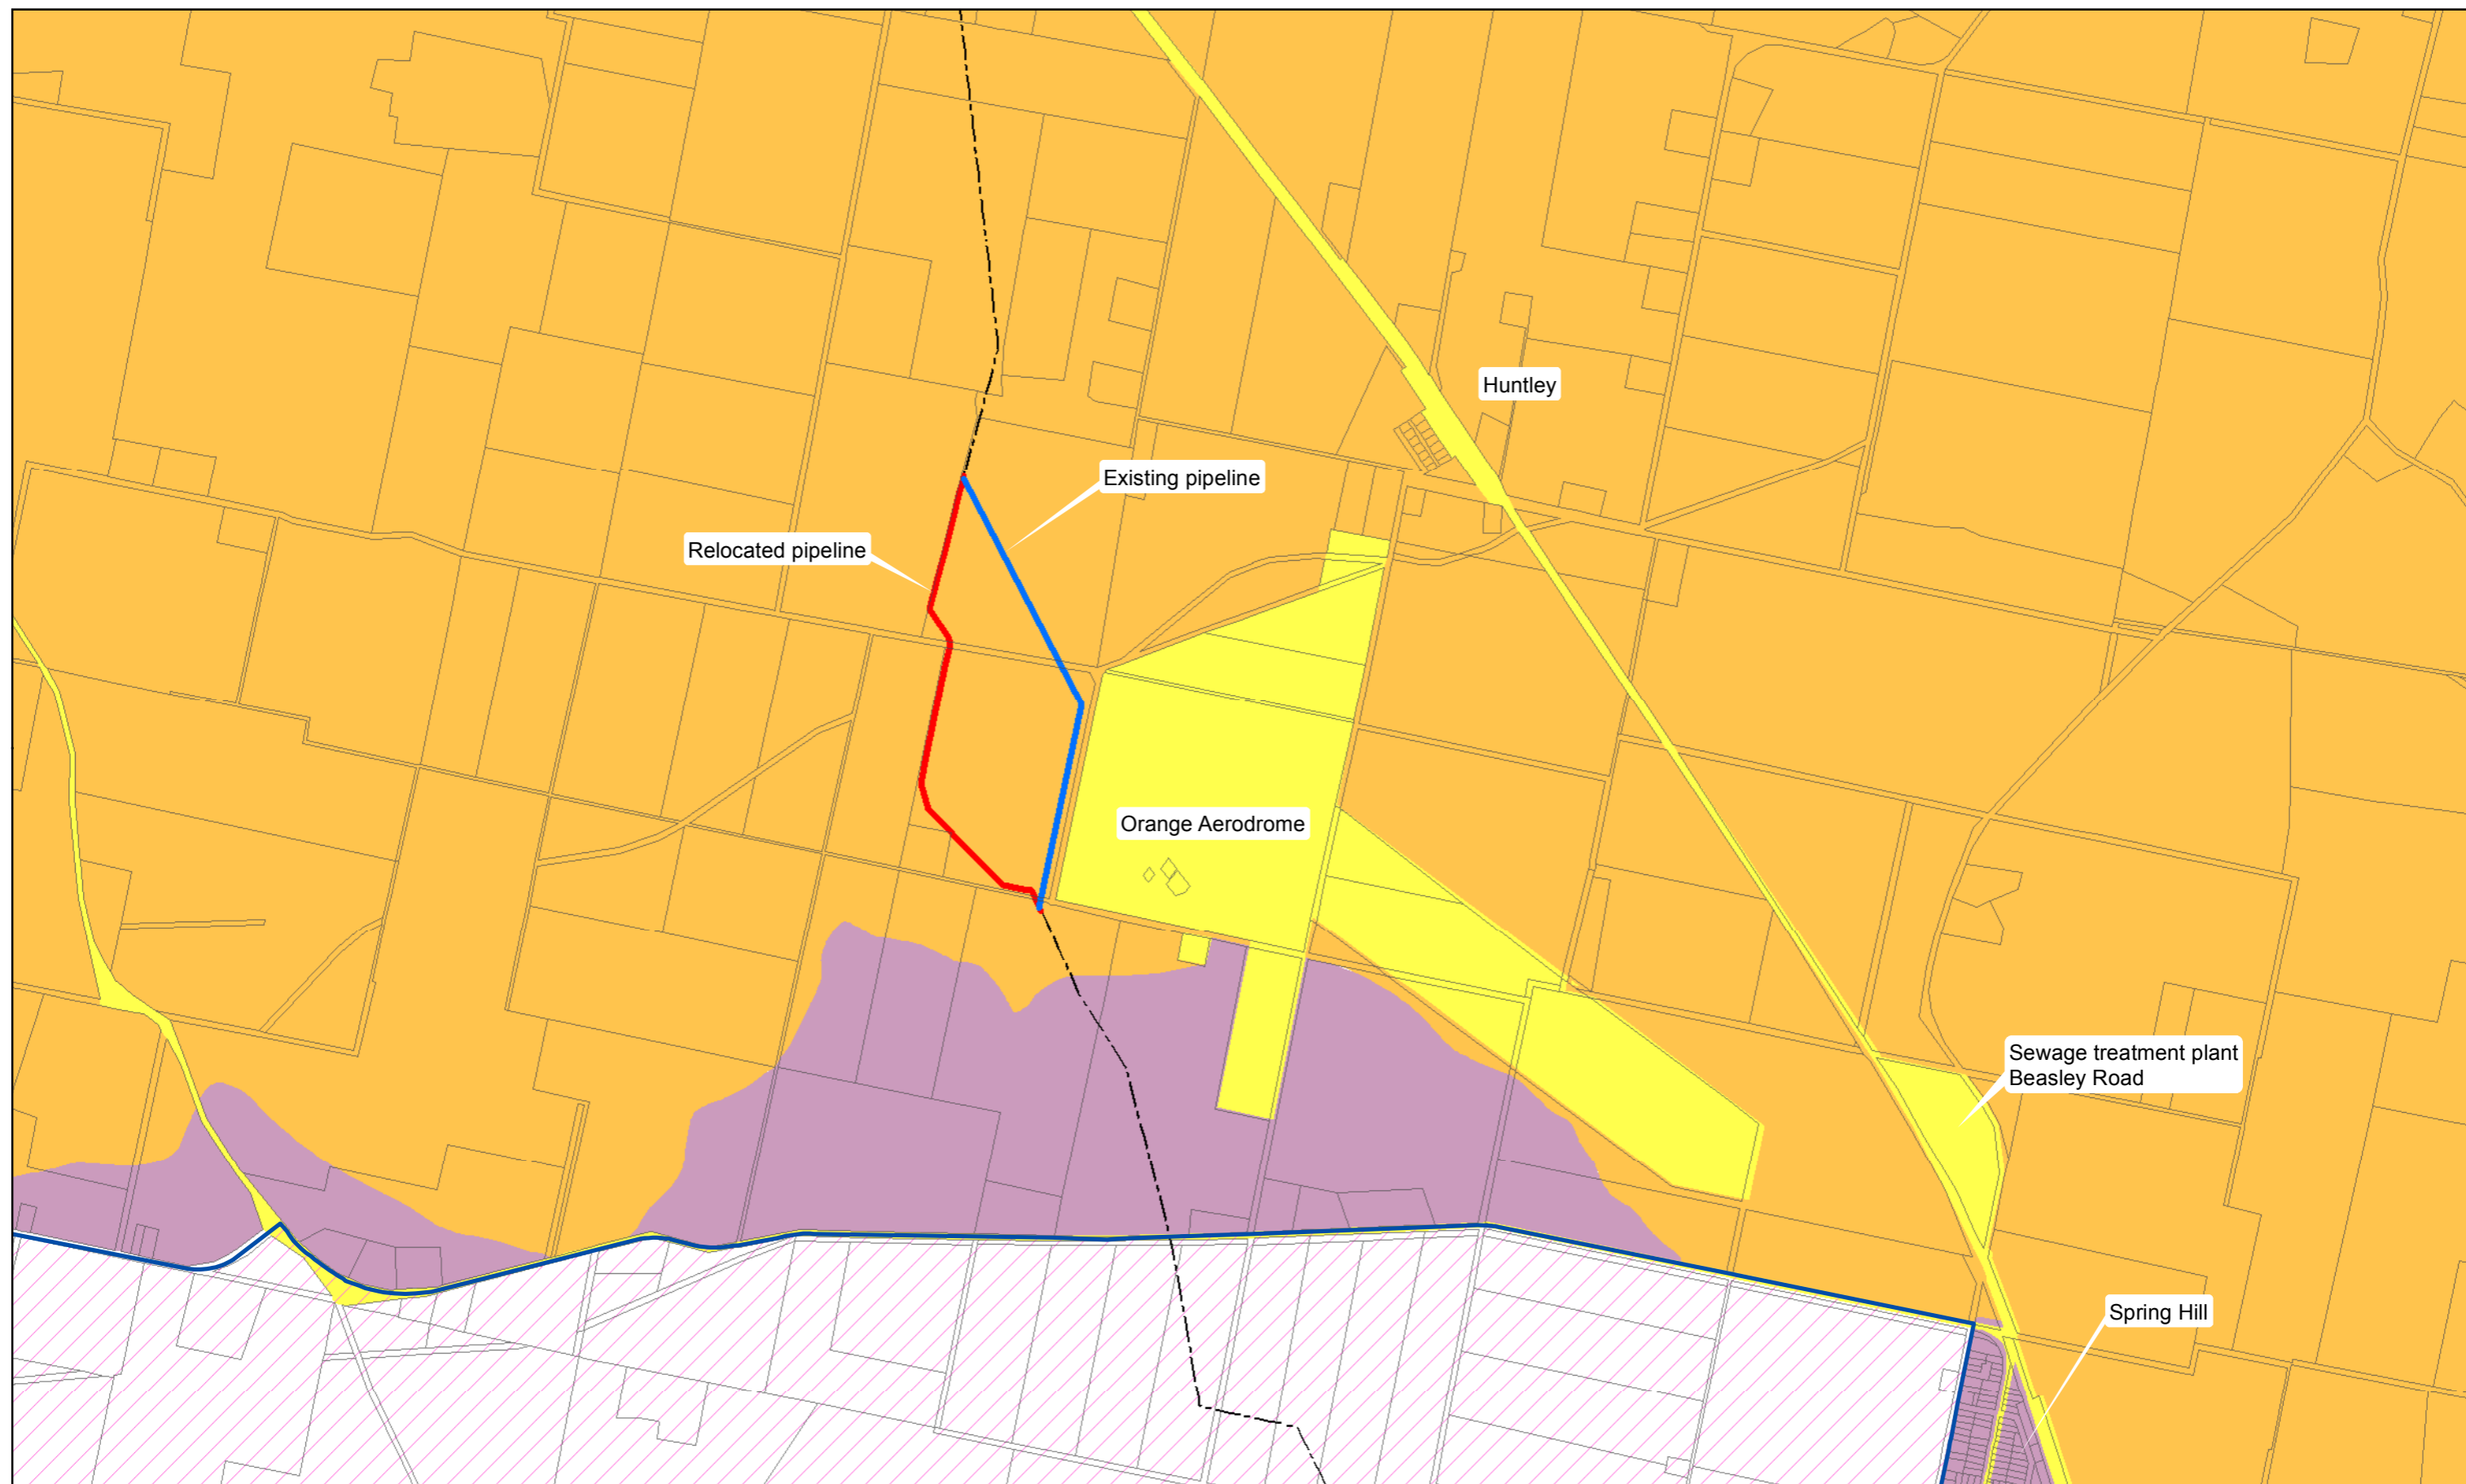 Huntley
Existing pipeline
Relocated pipeline
Orange Aerodrome
Sewage treatment plant
Beasley Road
Spring Hill